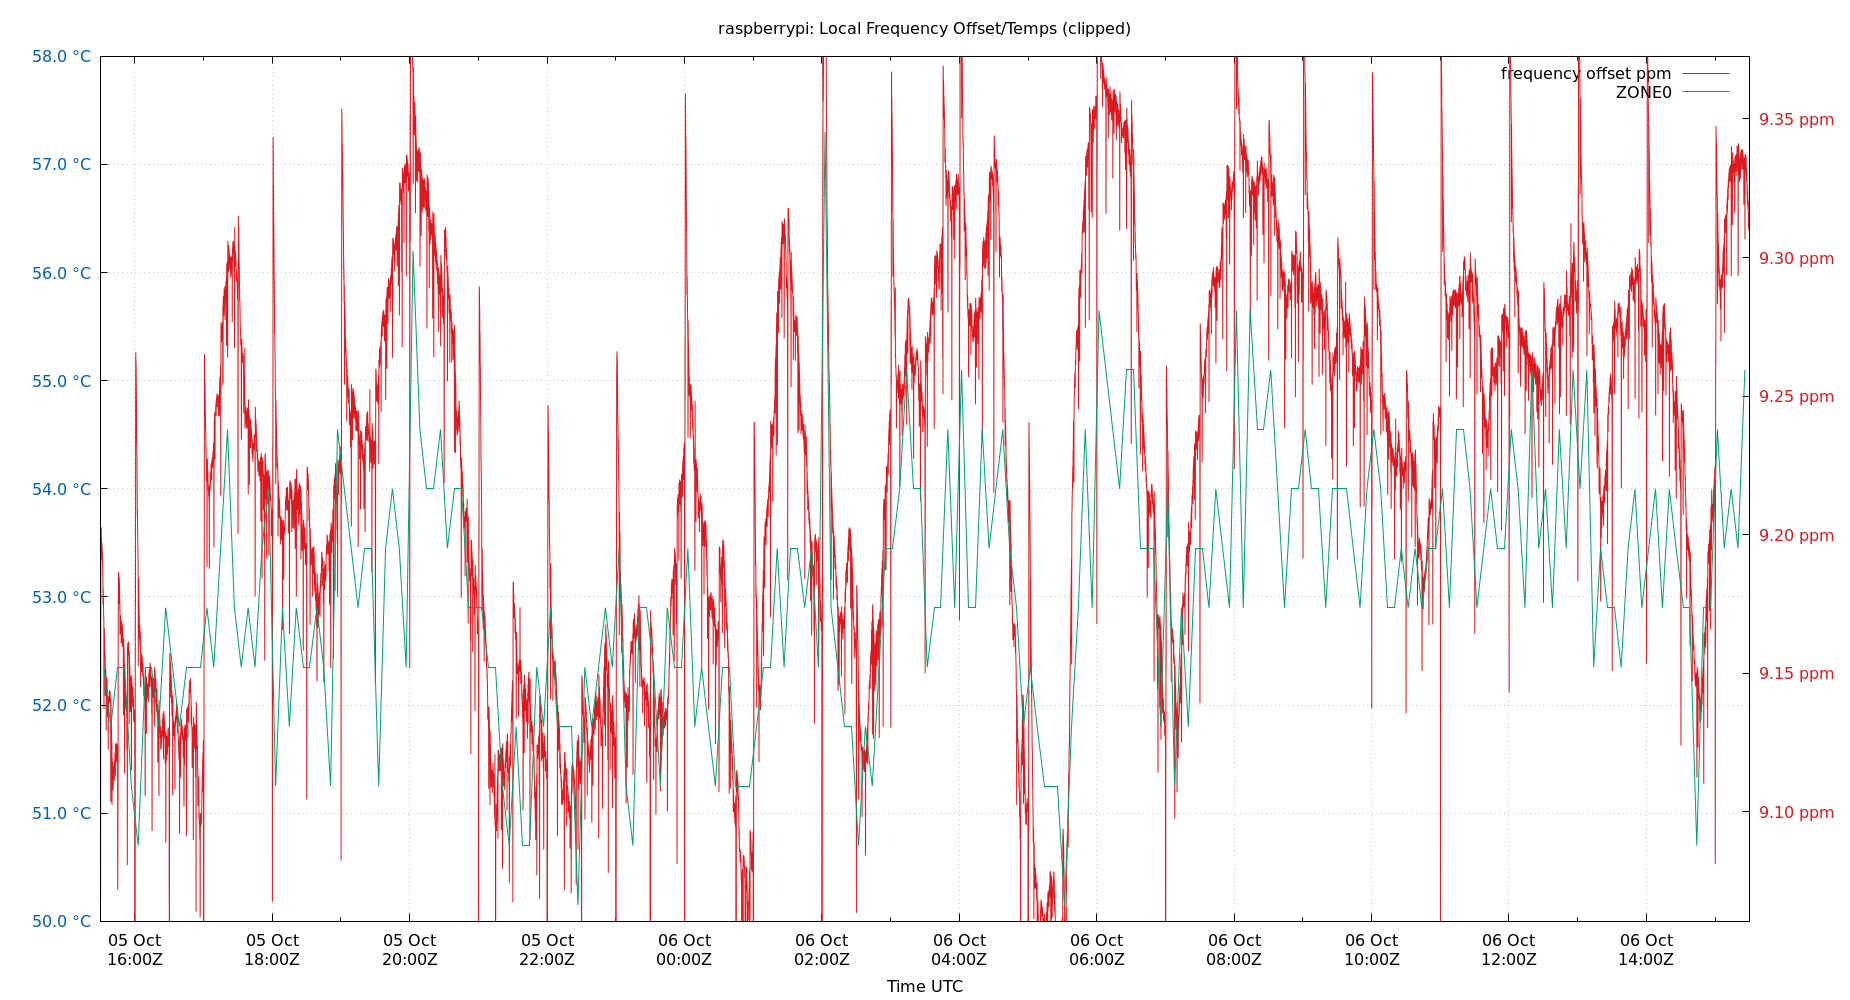 raspberrypi: Local Frequency Offset/Temps (clipped)
58.0 °C
57.0 °C
56.0 °C
55.0 °C
54.0 °C
53.0 °C
52.0 °C
51.0 °C
50.0 °C
frequency offset ppm
ZONE0
9.35 ppm
9.30 ppm
9.25 ppm
9.20 ppm
9.15 ppm
9.10 ppm
05 Oct
16:00Z
05 Oct
18:00Z
05 Oct
20:00Z
05 Oct
22:00Z
06 Oct
00:00Z
06 Oct
02:00Z
06 Oct
04:00Z
06 Oct
06:00Z
06 Oct
08:00Z
06 Oct
10:00Z
06 Oct
12:00Z
06 Oct
14:00Z
Time UTC